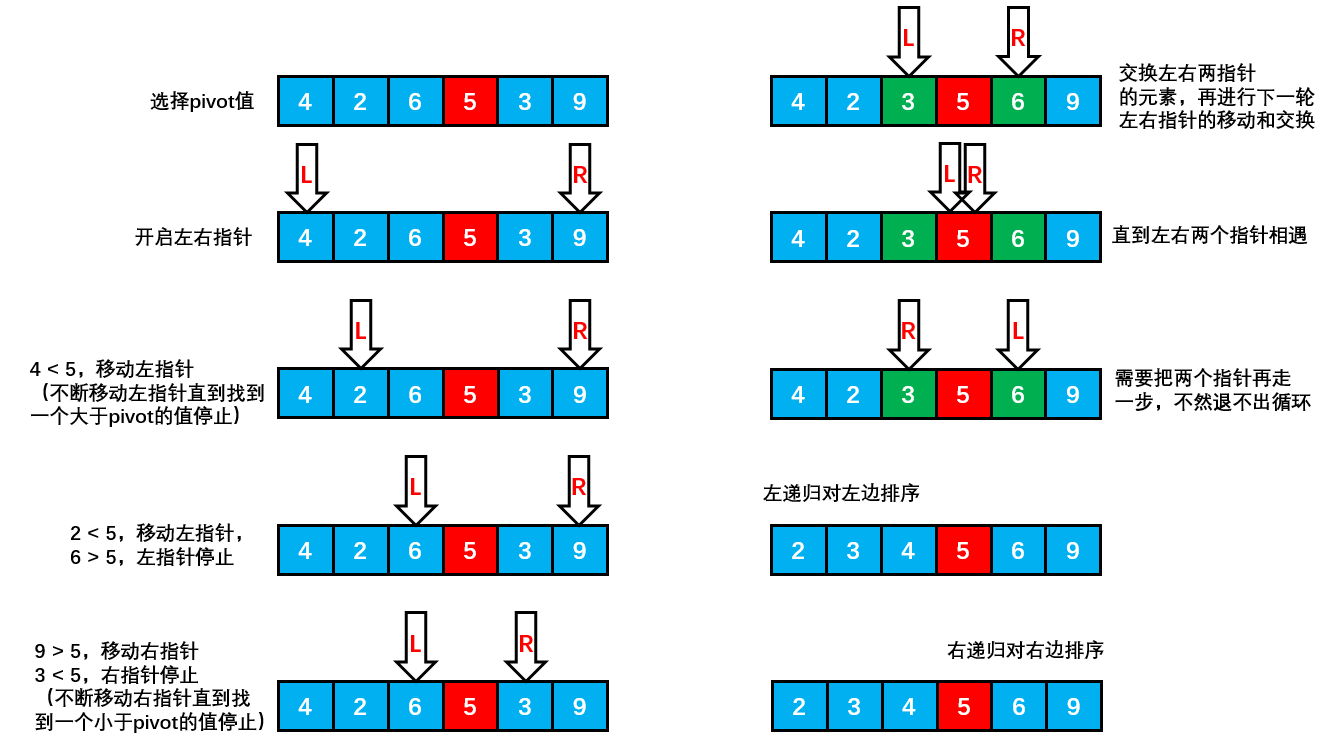 选择pivot值
4 2 6 5 3 9
L R
开启左右指针
4 2 6 5 3 9
L R
4 < 5，移动左指针
（不断移动左指针直到找到
一个大于pivot的值停止）
4 2 6 5 3 9
L R
2 < 5，移动左指针，
6 > 5，左指针停止
4 2 6 5 3 9
L R
9 > 5，移动右指针
3 < 5，右指针停止
（不断移动右指针直到找
到一个小于pivot的值停止）
4 2 6 5 3 9
L R
4 2 3 5 6 9
交换左右两指针
的元素，再进行下一轮
左右指针的移动和交换
L R
4 2 3 5 6 9
直到左右两个指针相遇
R L
4 2 3 5 6 9
需要把两个指针再走
一步，不然退不出循环
左递归对左边排序
2 3 4 5 6 9
右递归对右边排序
2 3 4 5 6 9